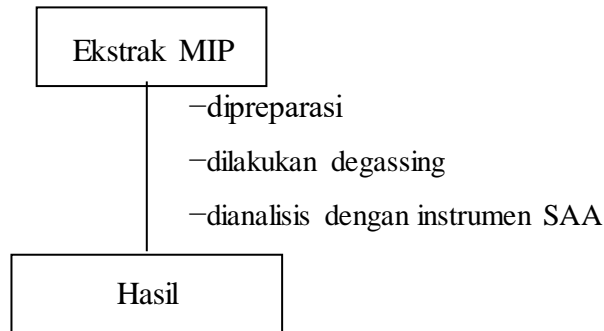 Ekstrak MIP
−dipreparasi
−dilakukan degassing
−dianalisis dengan instrumen SAA
Hasil